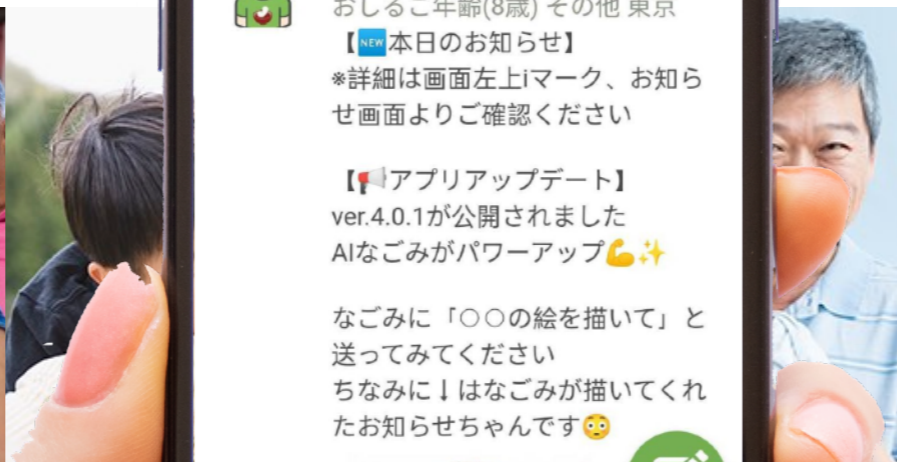 おしるこ年齢(8歳) その他 東京
【🆕本日のお知らせ】
※詳細は画面左上iマーク、お知ら
せ画面よりご確認ください
【📢アプリアップデート】
ver.4.0.1が公開されました
AIなごみがパワーアップ💪✨
なごみに「○○の絵を描いて」と
送ってみてください
ちなみに↓はなごみが描いてくれ
たお知らせちゃんです😳